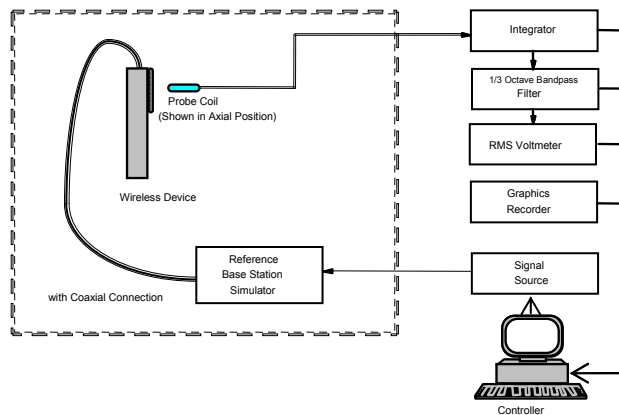 Integrator
1/3 Octave Bandpass
Filter
RMS Voltmeter
Graphics
Recorder
Probe Coil
(Shown in Axial Position)
Wireless Device
Reference
Base Station
Simulator
with Coaxial Connection
Signal
Source
Controller